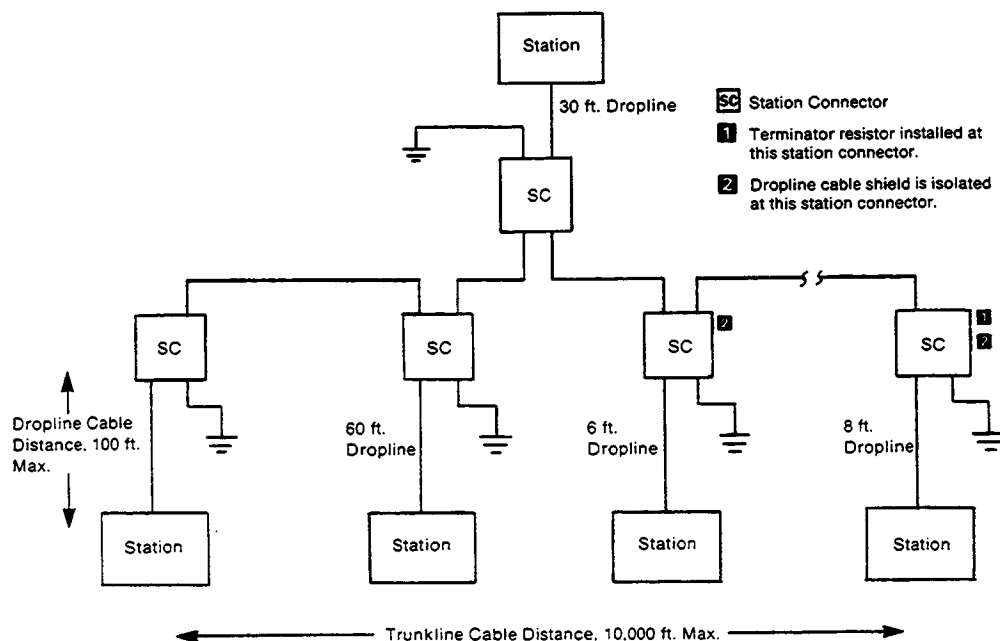 Station
30 ft. Dropline
SC Station Connector
1 Terminator resistor installed at
this station connector.
2 Dropline cable shield is isolated
at this station connector.
SC
SC
SC
SC
2
SC
1
2
Dropline Cable
Distance, 100 ft.
Max.
60 ft.
Dropline
6 ft.
Dropline
8 ft.
Dropline
Station
Station
Station
Station
Trunkline Cable Distance, 10,000 ft. Max.